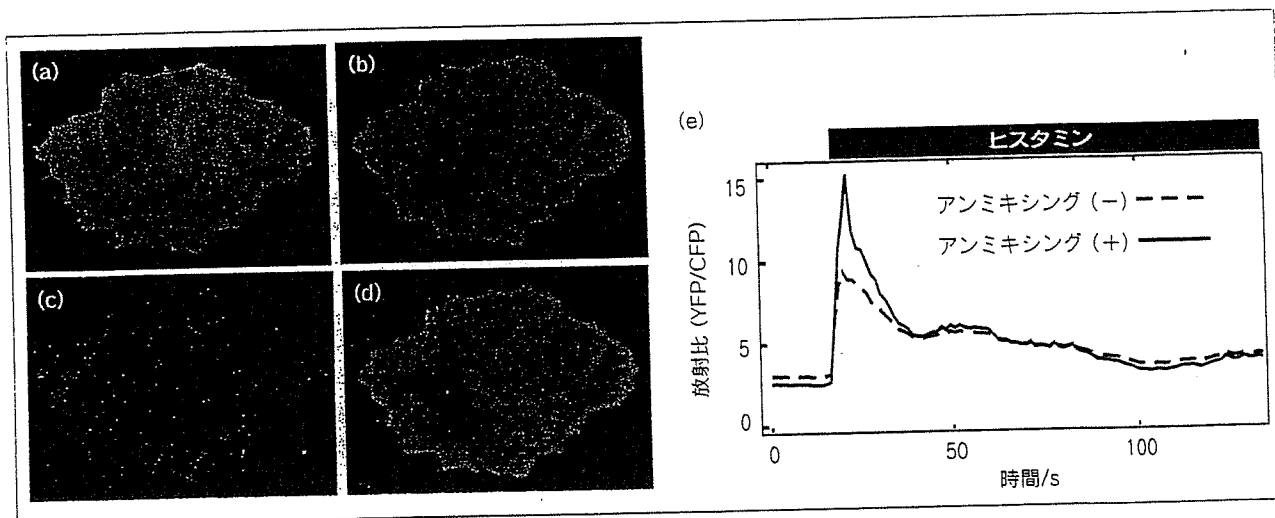 (a)
(b)
(c)
(d)
(e)
ヒスタミン
アンミキシング (−)
アンミキシング (+)
放射比 (YFP/CFP)
15
10
5
0
0
50
100
時間/s